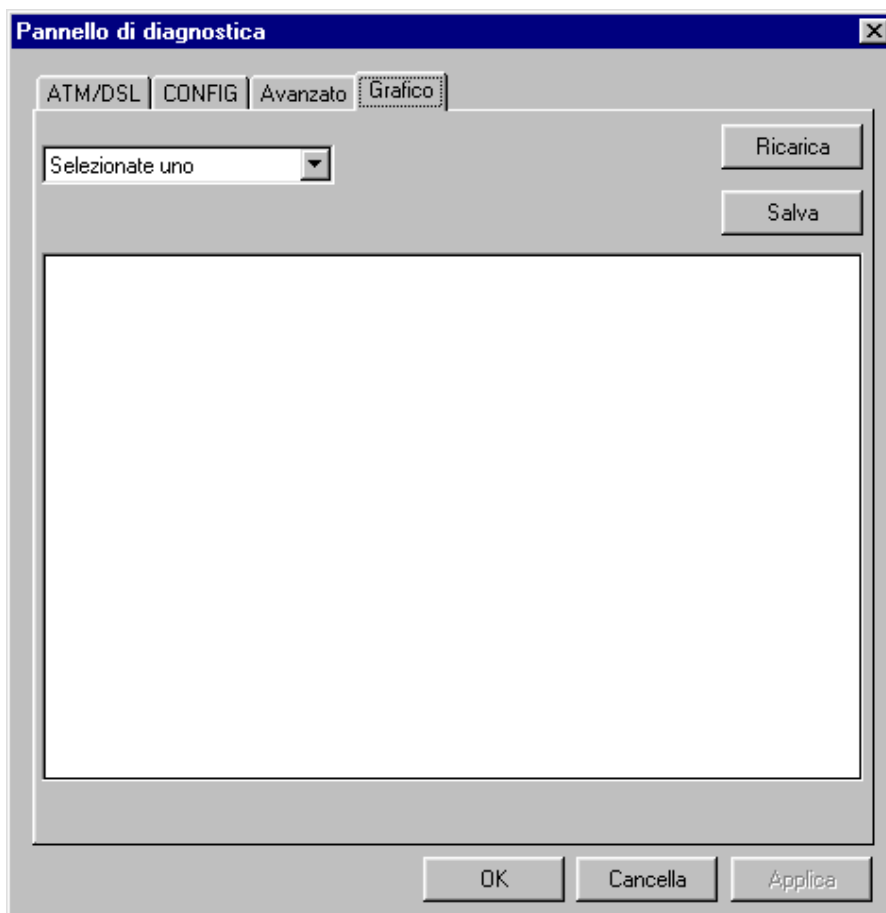 Pannello di diagnostica
ATM/DSL CONFIG Avanzato Grafico
Selezionate uno
Ricarica
Salva
OK Cancella Applica